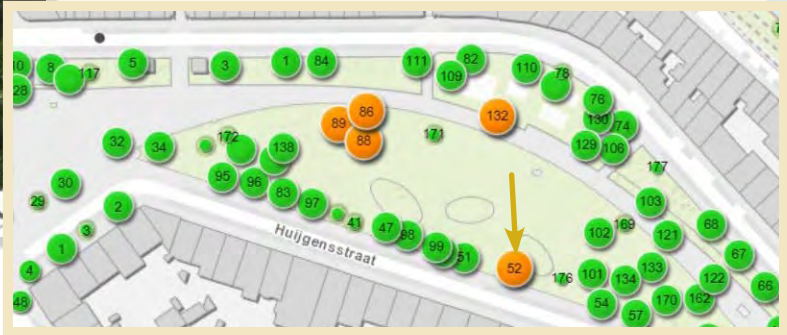 10 8 117 5 3 1 84 111 82 110 78
28 109 76
86
89 132 130 74
88
32 34 172 138 171 129 108
177
95 96
30 83 97 103
29 2 41 47 98 169 68
3 Huijgensstraat 99 102 121
1 51 67
4 52 176 101 134 133 122 66
48 54 57 170 162